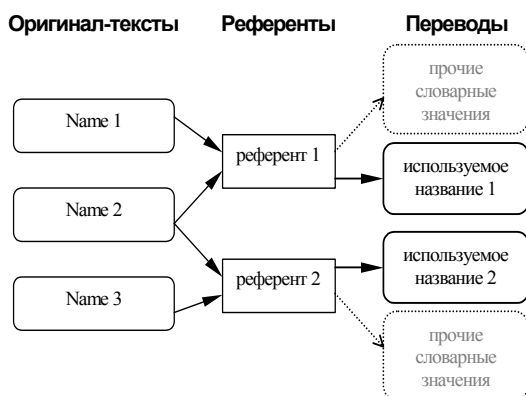 Оригинал-тексты Референты Переводы
прочие
словарные
значения
Name 1
референт 1
используемое
название 1
Name 2
используемое
название 2
референт 2
Name 3
прочие
словарные
значения